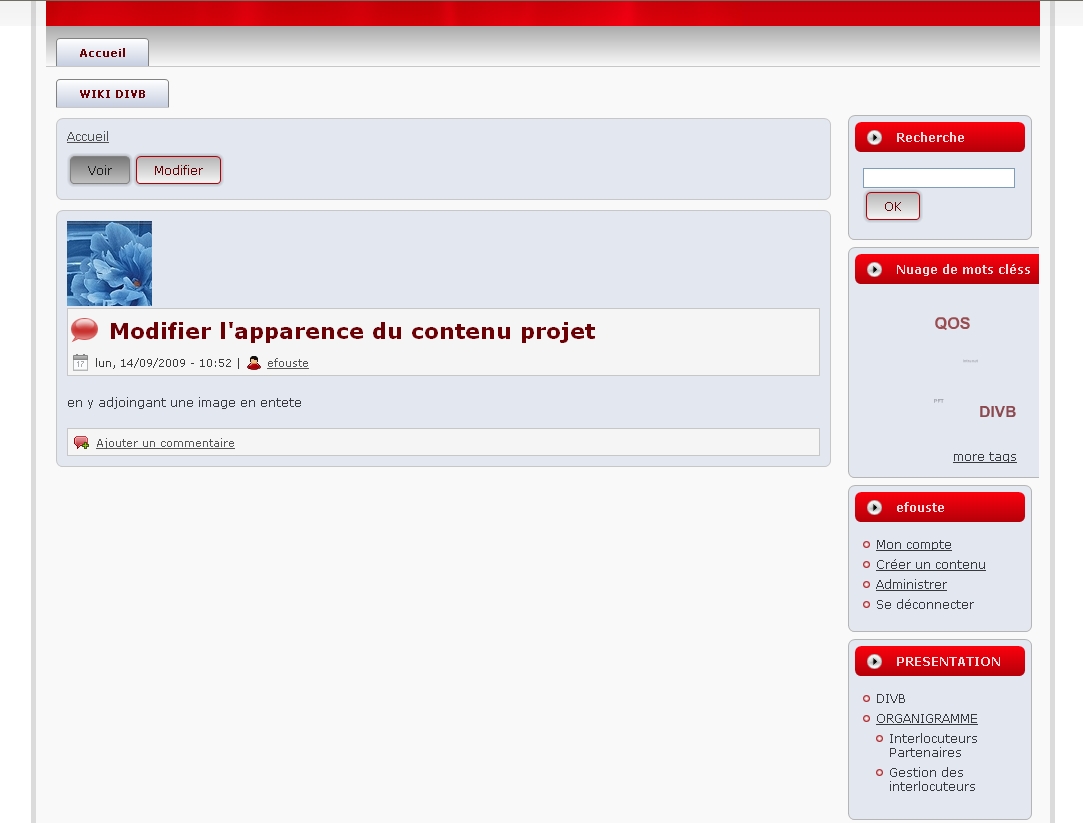 Accueil
WIKI DIVB
Accueil
Voir Modifier
Modifier l'apparence du contenu projet
17 lun, 14/09/2009 - 10:52 | efouste
en y adjoingant une image en entete
Ajouter un commentaire
Recherche
OK
Nuage de mots cléss
QOS
PPT
DIVB
more tags
efouste
Mon compte
Créer un contenu
Administrer
Se déconnecter
PRESENTATION
DIVB
ORGANIGRAMME
Interlocuteurs
Partenaires
Gestion des
interlocuteurs